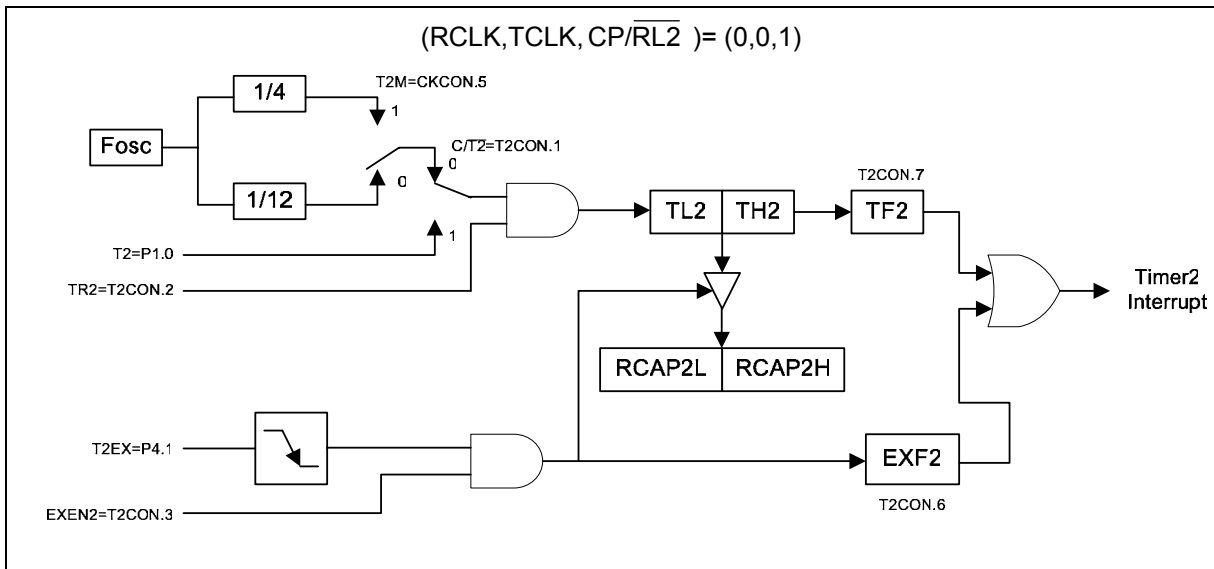 (RCLK,TCLK, CP/RL2 )= (0,0,1)
T2M=CKCON.5
1/4
1
Fosc
C/T2=T2CON.1
0
0
1/12
T2CON.7
TL2 TH2 TF2
1
T2=P1.0
TR2=T2CON.2
Timer2
Interrupt
RCAP2L RCAP2H
T2EX=P4.1
EXF2
EXEN2=T2CON.3
T2CON.6